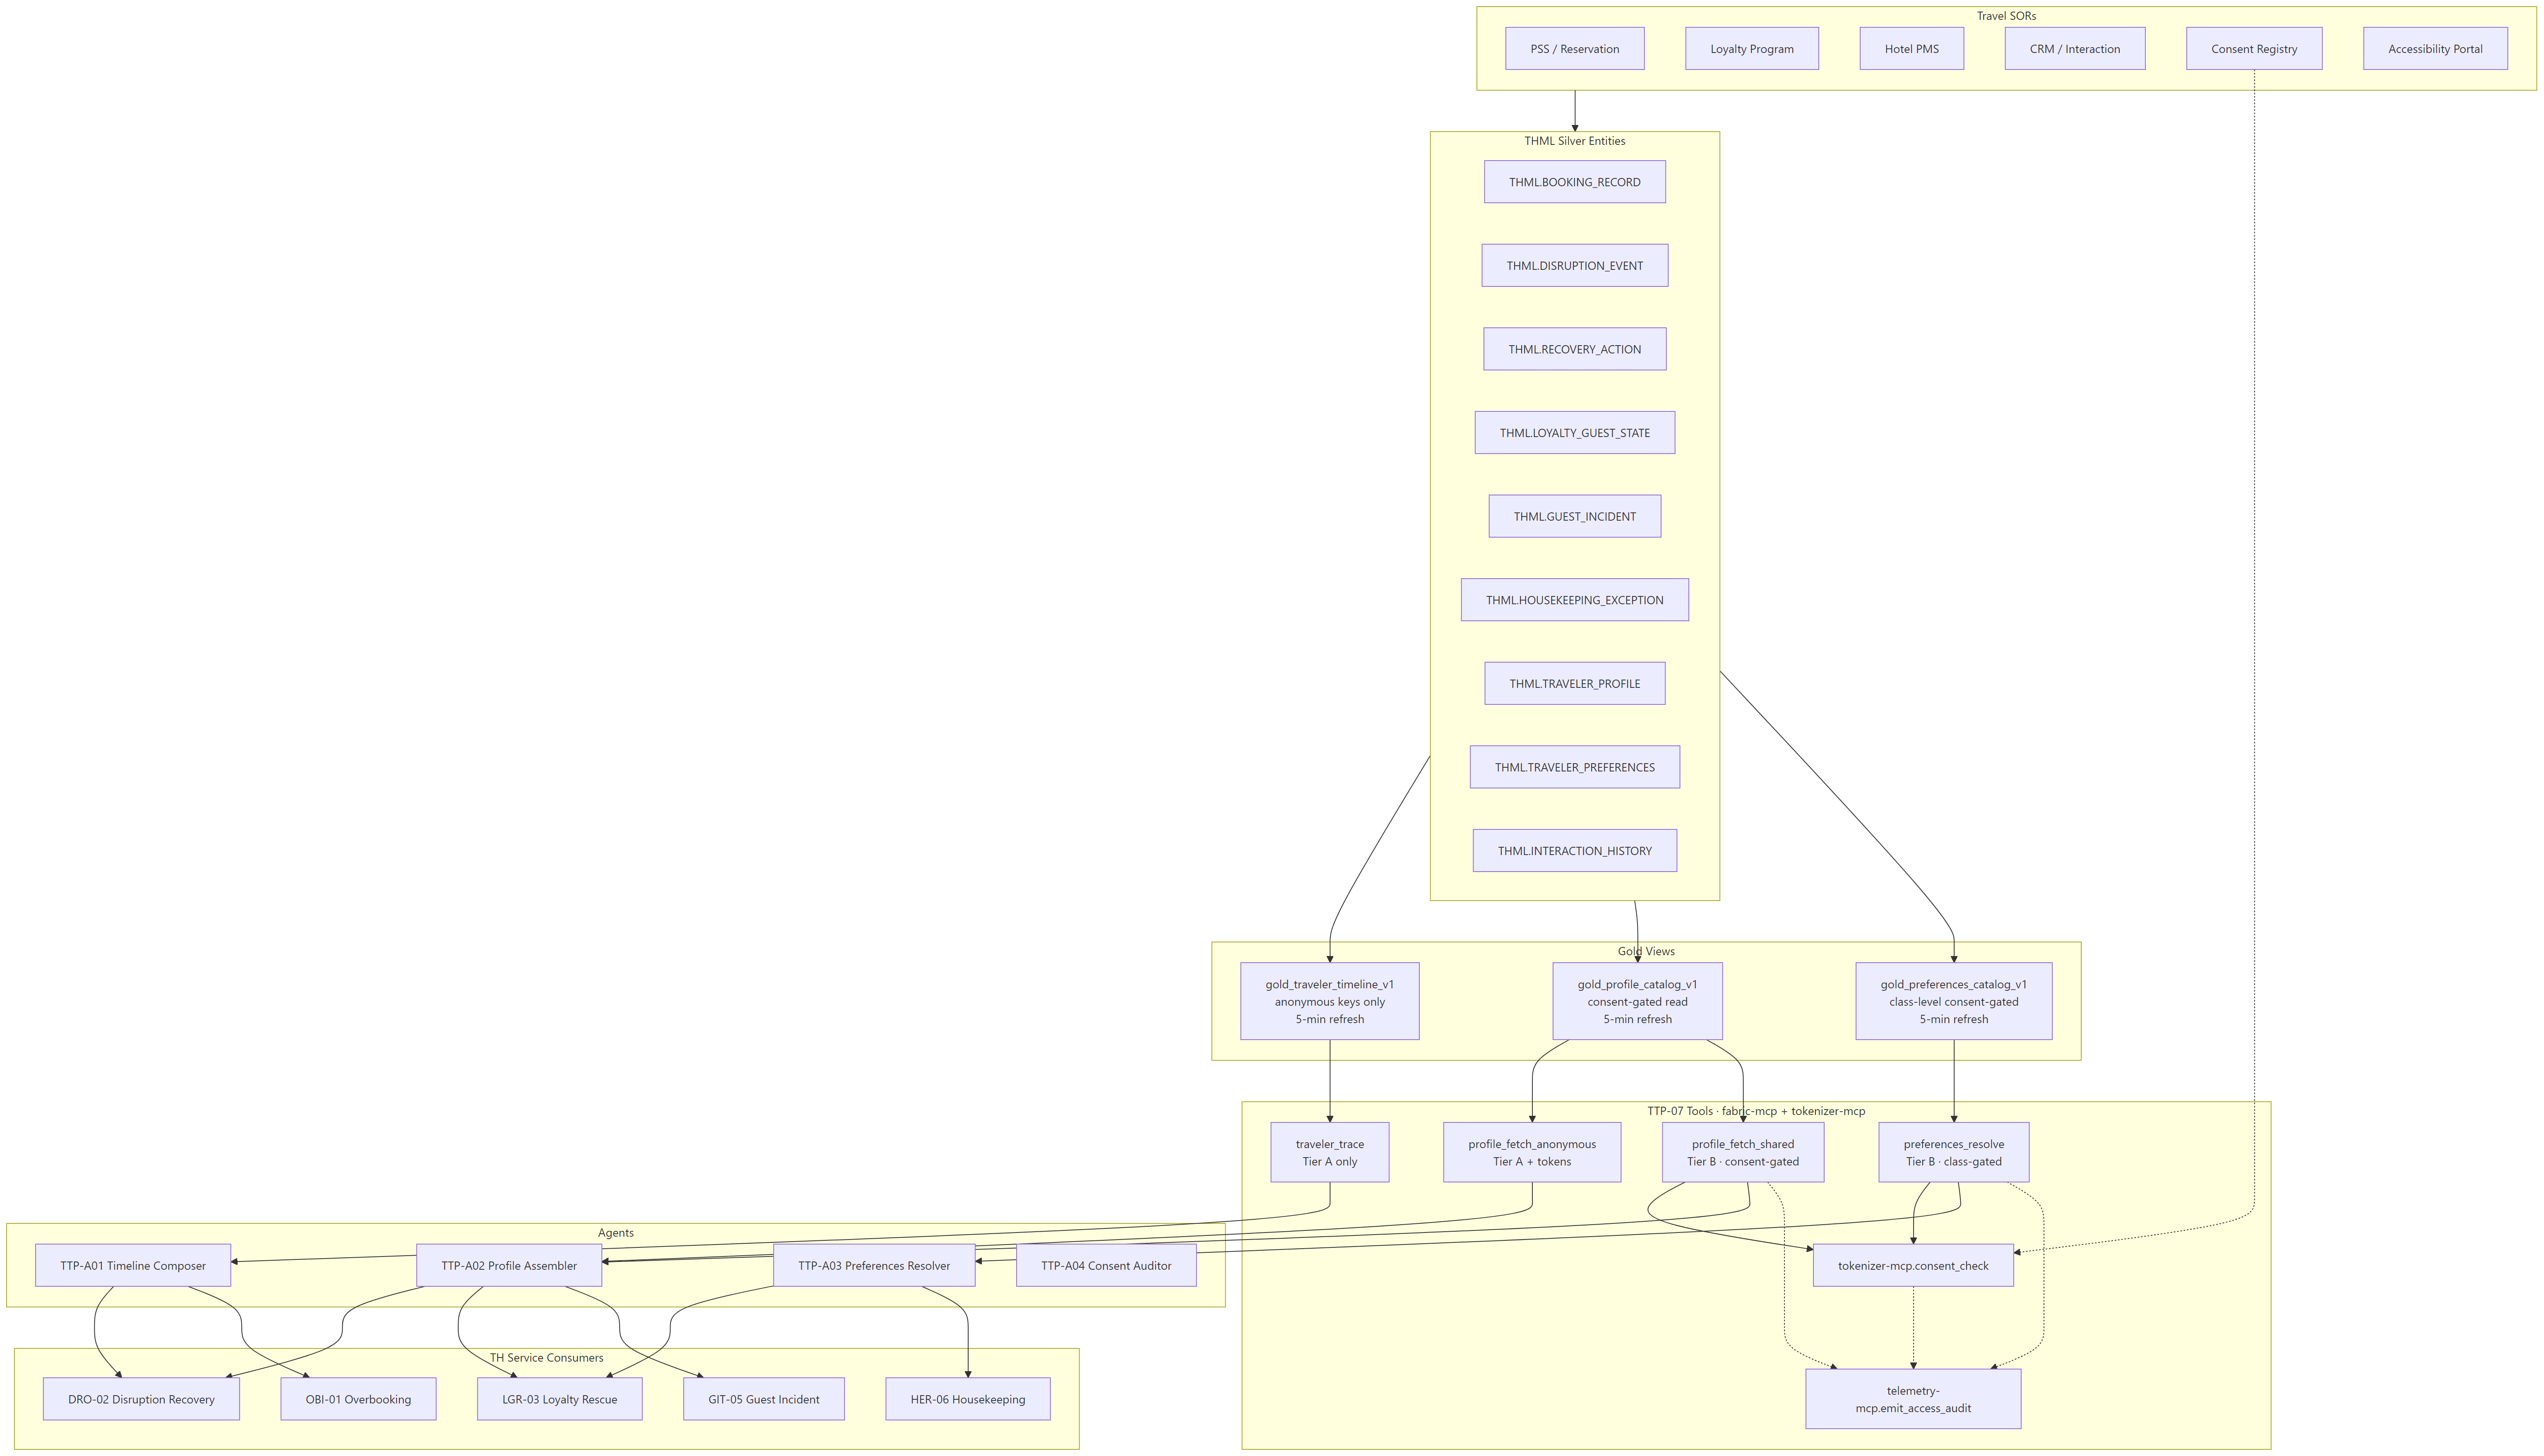 Travel SORs
PSS / Reservation
Loyalty Program
Hotel PMS
CRM / Interaction
Consent Registry
Accessibility Portal
THML Silver Entities
THML.BOOKING_RECORD
THML.DISRUPTION_EVENT
THML.RECOVERY_ACTION
THML.LOYALTY_GUEST_STATE
THML.GUEST_INCIDENT
THML.HOUSEKEEPING_EXCEPTION
THML.TRAVELER_PROFILE
THML.TRAVELER_PREFERENCES
THML.INTERACTION_HISTORY
Gold Views
gold_traveler_timeline_v1
anonymous keys only
5-min refresh
gold_profile_catalog_v1
consent-gated read
5-min refresh
gold_preferences_catalog_v1
class-level consent-gated
5-min refresh
TTP-07 Tools · fabric-mcp + tokenizer-mcp
traveler_trace
Tier A only
profile_fetch_anonymous
Tier A + tokens
profile_fetch_shared
Tier B · consent-gated
preferences_resolve
Tier B · class-gated
tokenizer-mcp.consent_check
telemetry-
mcp.emit_access_audit
Agents
TTP-A01 Timeline Composer
TTP-A02 Profile Assembler
TTP-A03 Preferences Resolver
TTP-A04 Consent Auditor
TH Service Consumers
DRO-02 Disruption Recovery
OBI-01 Overbooking
LGR-03 Loyalty Rescue
GIT-05 Guest Incident
HER-06 Housekeeping